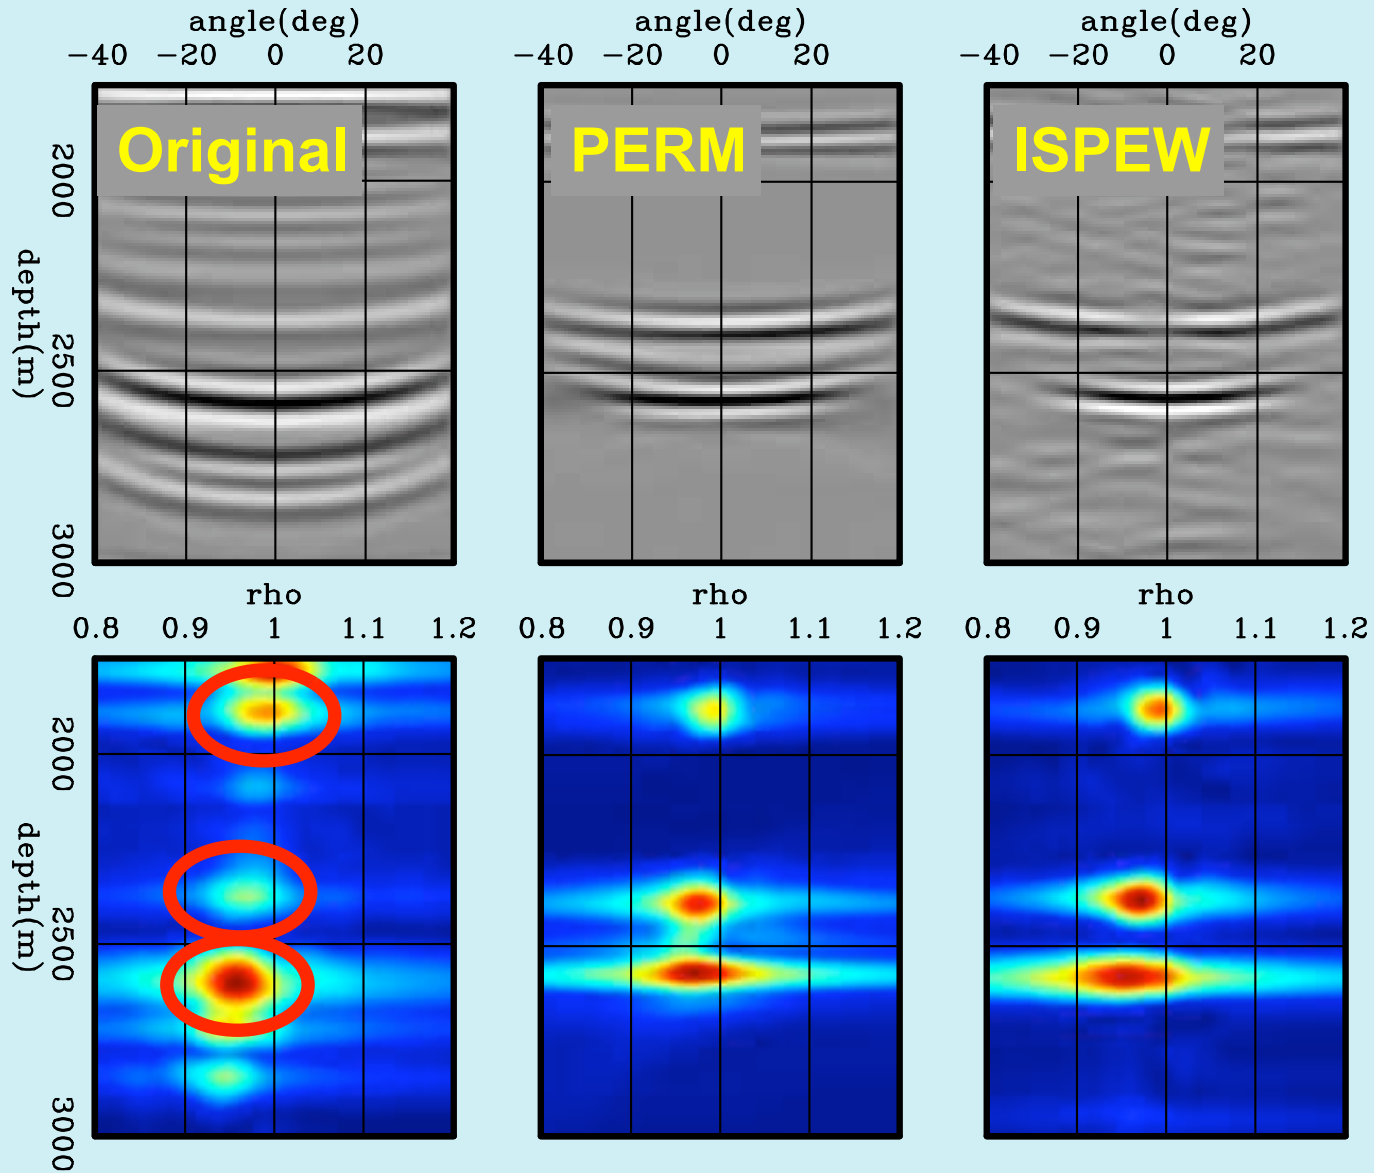 angle(deg) angle(deg) angle(deg)
−40 −20 0 20 −40 −20 0 20 −40 −20 0 20
Original PERM ISPEW
depth(m)
2000
2500
3000
rho rho rho
0.8 0.9 1 1.1 1.2 0.8 0.9 1 1.1 1.2 0.8 0.9 1 1.1 1.2
depth(m)
2000
2500
3000